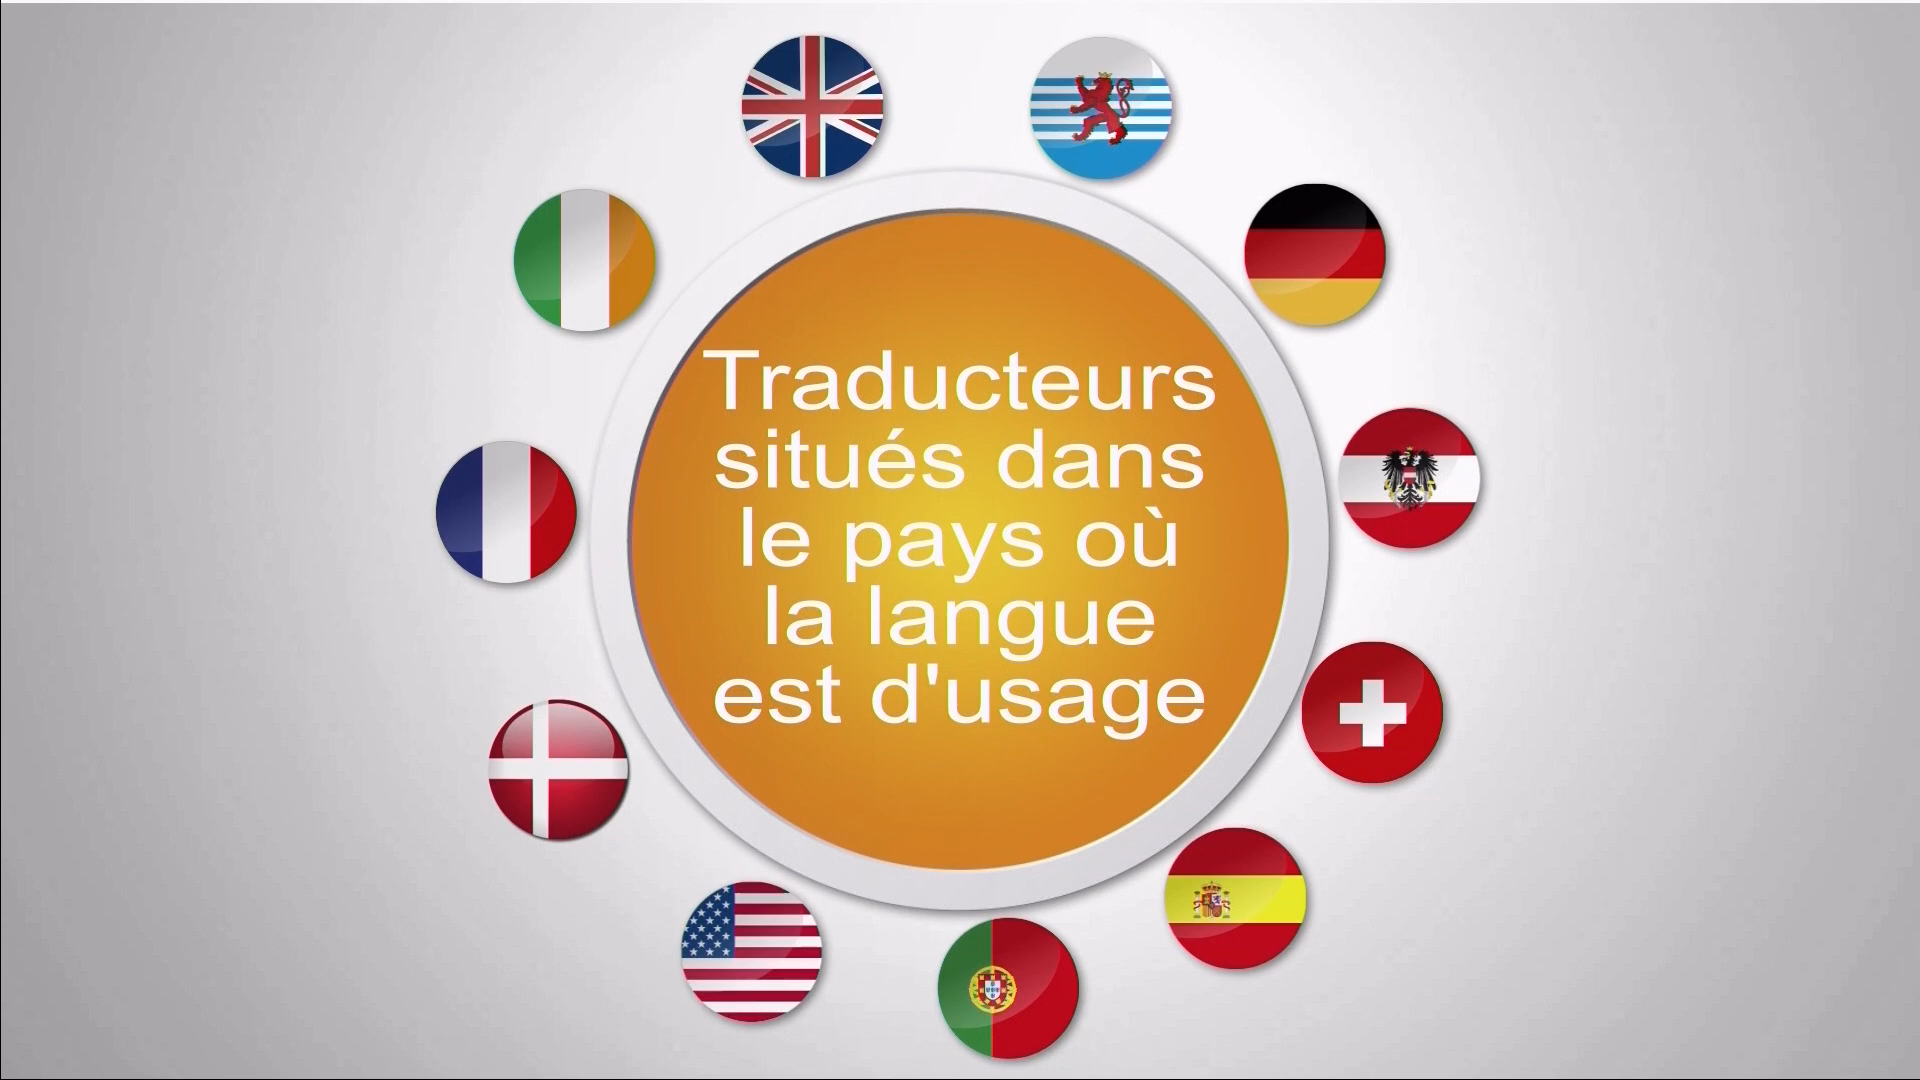 Traducteurs
situés dans
le pays où
la langue
est d'usage